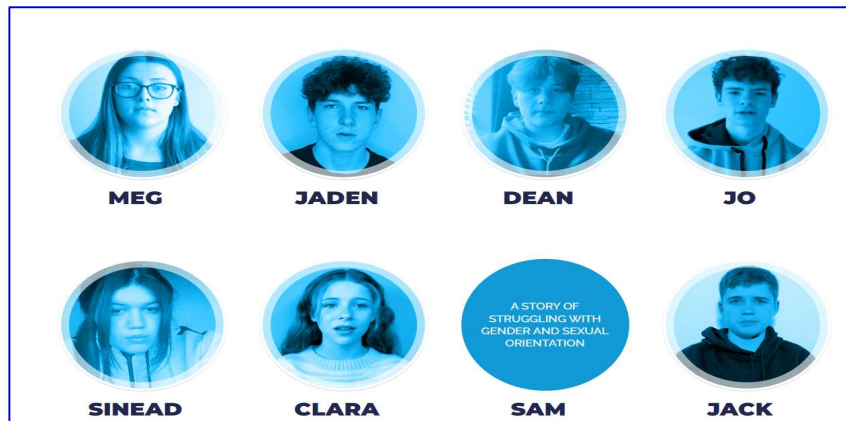 MEG JADEN DEAN JO
A STORY OF
STRUGGLING WITH
GENDER AND SEXUAL
ORIENTATION
SINEAD CLARA SAM JACK